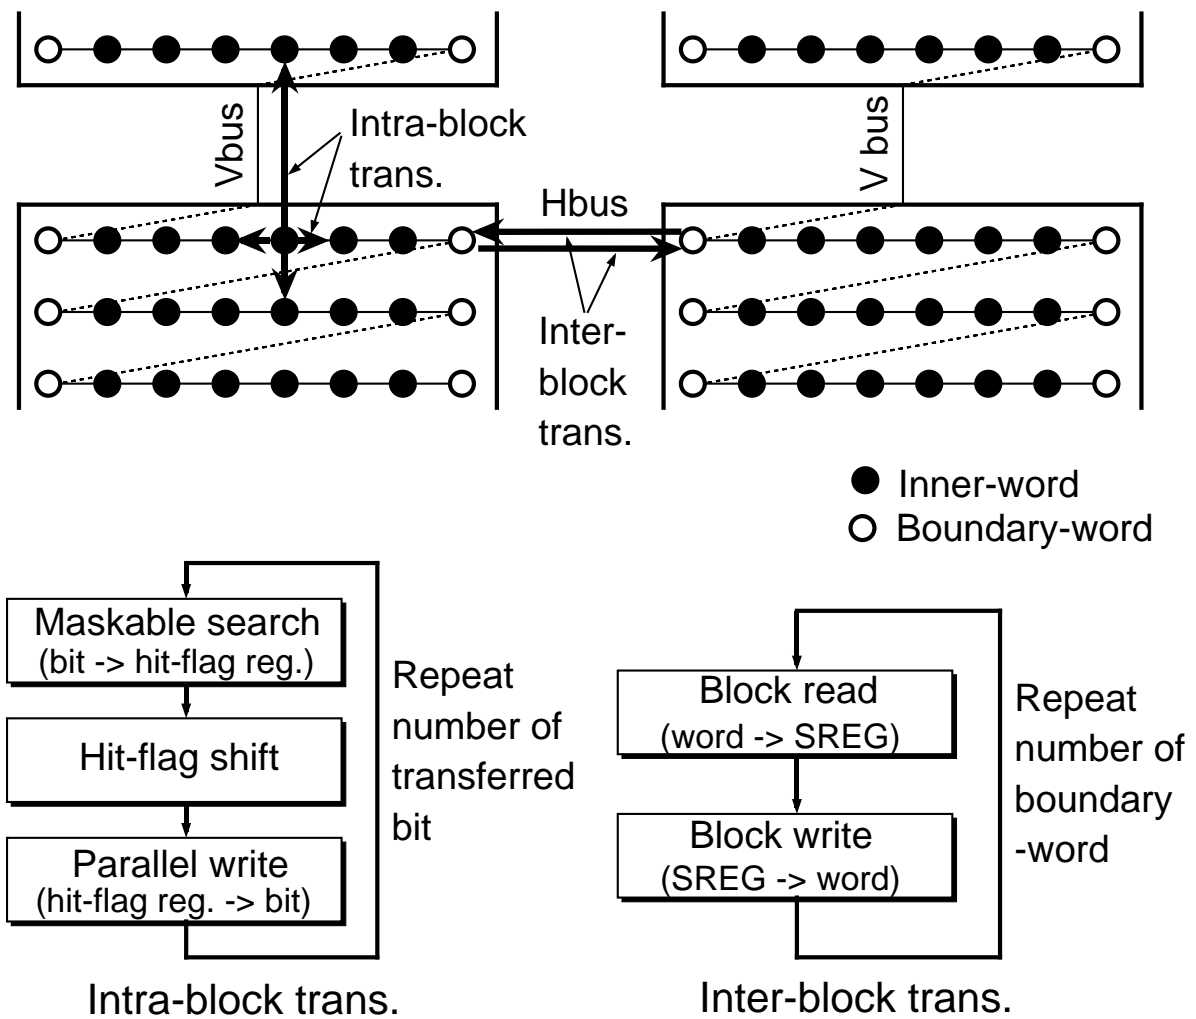 Vbus
Intra-block
trans.
V bus
Hbus
Inter-
block
trans.
Inner-word
Boundary-word
Maskable search
(bit -> hit-flag reg.)
Hit-flag shift
Parallel write
(hit-flag reg. -> bit)
Repeat
number of
transferred
bit
Intra-block trans.
Block read
(word -> SREG)
Block write
(SREG -> word)
Repeat
number of
boundary
-word
Inter-block trans.